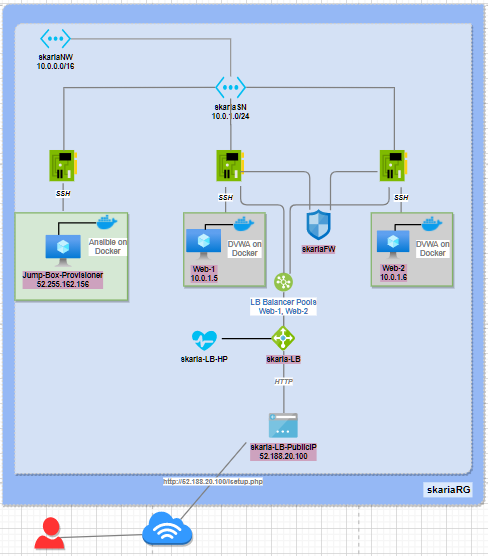 skariaNW
10.0.0.0/16
skariaSN
10.0.1.0/24
SSH
SSH
SSH
Ansible on
Docker
Jump-Box-Provisioner
52.255.162.156
DVWA on
Docker
Web-1
10.0.1.5
skariaFW
DVWA on
Docker
Web-2
10.0.1.6
LB Balancer Pools
Web-1, Web-2
skaria-LB-HP
skaria-LB
HTTP
skaria-LB-PublicIP
52.188.20.100
http://52.188.20.100/setup.php
skariaRG